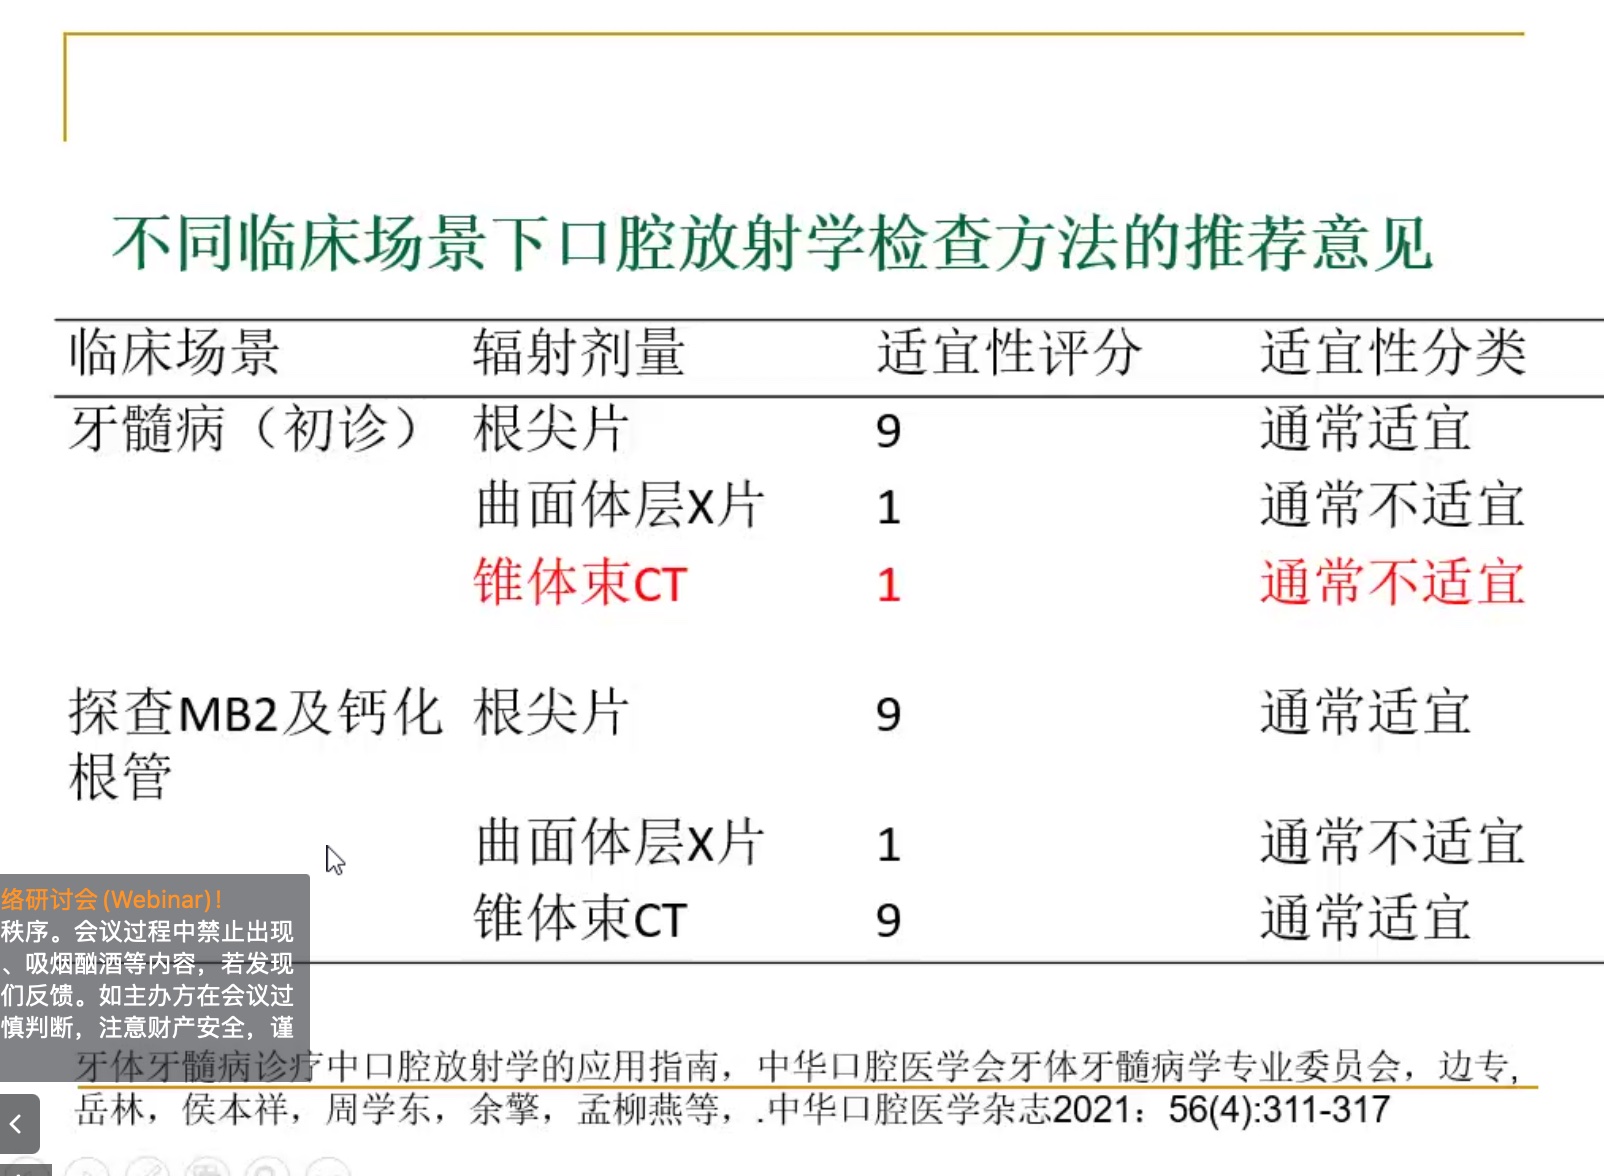 不同临床场景下口腔放射学检查方法的推荐意见
临床场景 辐射剂量 适宜性评分 适宜性分类
牙髓病（初诊） 根尖片 9 通常适宜
曲面体层X片 1 通常不适宜
锥体束CT 1 通常不适宜
探查MB2及钙化 根尖片 9 通常适宜
根管
曲面体层X片 1 通常不适宜
锥体束CT 9 通常适宜
络研讨会(Webinar)！
秩序。会议过程中禁止出现
、吸烟酗酒等内容，若发现
们反馈。如主办方在会议过
慎判断，注意财产安全，谨
牙体牙髓病诊疗中口腔放射学的应用指南，中华口腔医学会牙体牙髓病学专业委员会，边专,
岳林，侯本祥，周学东，余擎，孟柳燕等，.中华口腔医学杂志2021：56(4):311-317